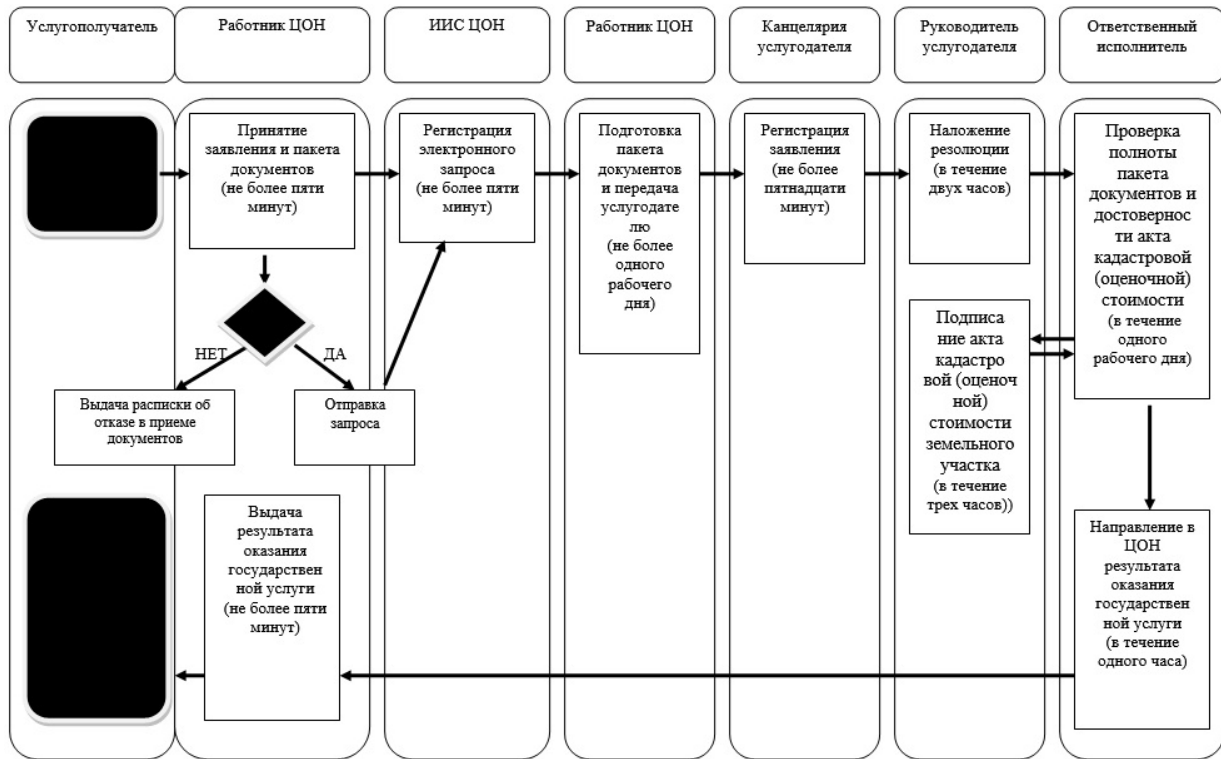 Услугополучатель
Работник ЦОН
ИИС ЦОН
Работник ЦОН
Канцелярия
услугодателя
Руководитель
услугодателя
Ответственный
исполнитель
Принятие
заявления и пакета
документов
(не более пяти
минут)
Регистрация
электронного
запроса
(не более пяти
минут)
Подготовка
пакета
документов
и передача
услугодате
лю
(не более
одного
рабочего
дня)
Регистрация
заявления
(не более
пятнадцати
минут)
Наложение
резолюции
(в течение
двух часов)
Проверка
полноты
пакета
документов и
достовернос
ти акта
кадастровой
(оценочной)
стоимости
(в течение
одного
рабочего дня)
НЕТ
ДА
Выдача расписки об
отказе в приеме
документов
Отправка
запроса
Подписа
ние акта
кадастро
вой (оценоч
ной)
стоимости
земельного
участка
(в течение
трех часов))
Выдача
результата
оказания
государствен
ной услуги
(не более пяти
минут)
Направление в
ЦОН
результата
оказания
государствен
ной услуги
(в течение
одного часа)